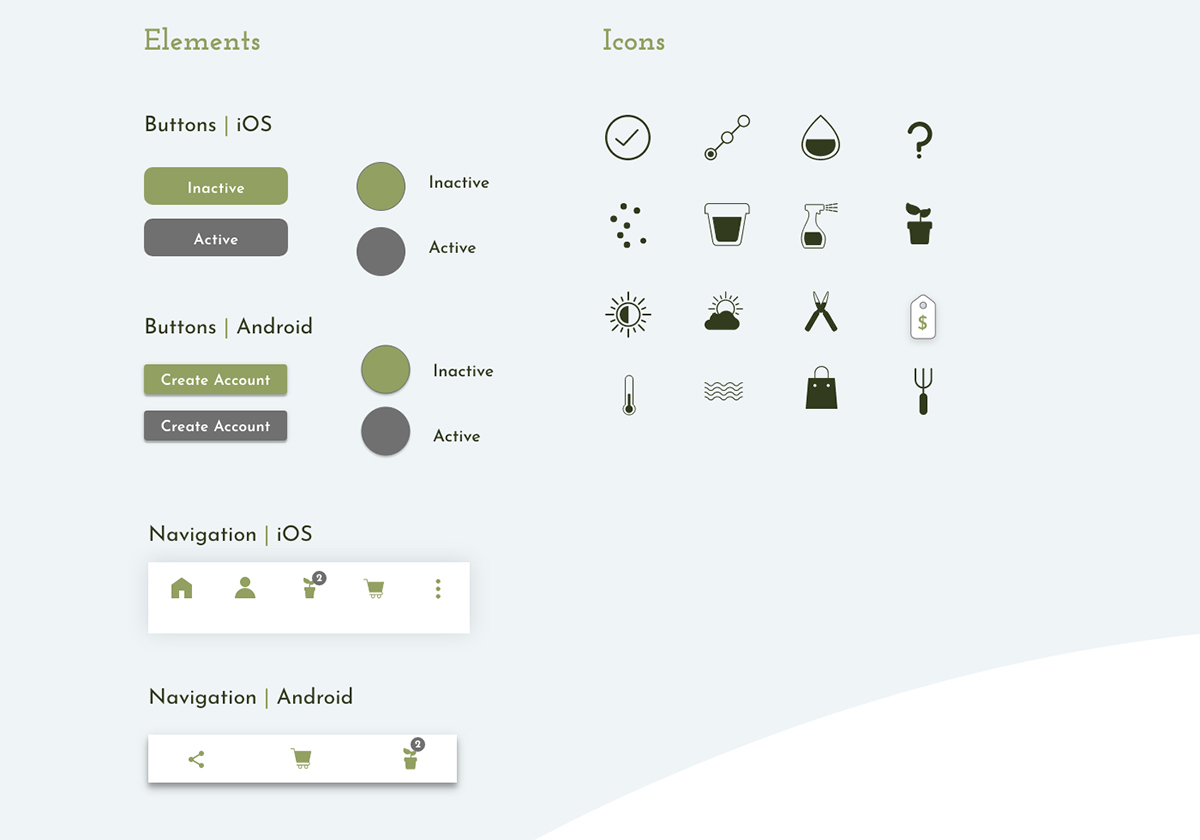 Elements
Buttons | iOS
Inactive
Active
Inactive
Active
Buttons | Android
Create Account
Create Account
Inactive
Active
Navigation | iOS
2
Navigation | Android
2
Icons
?
$